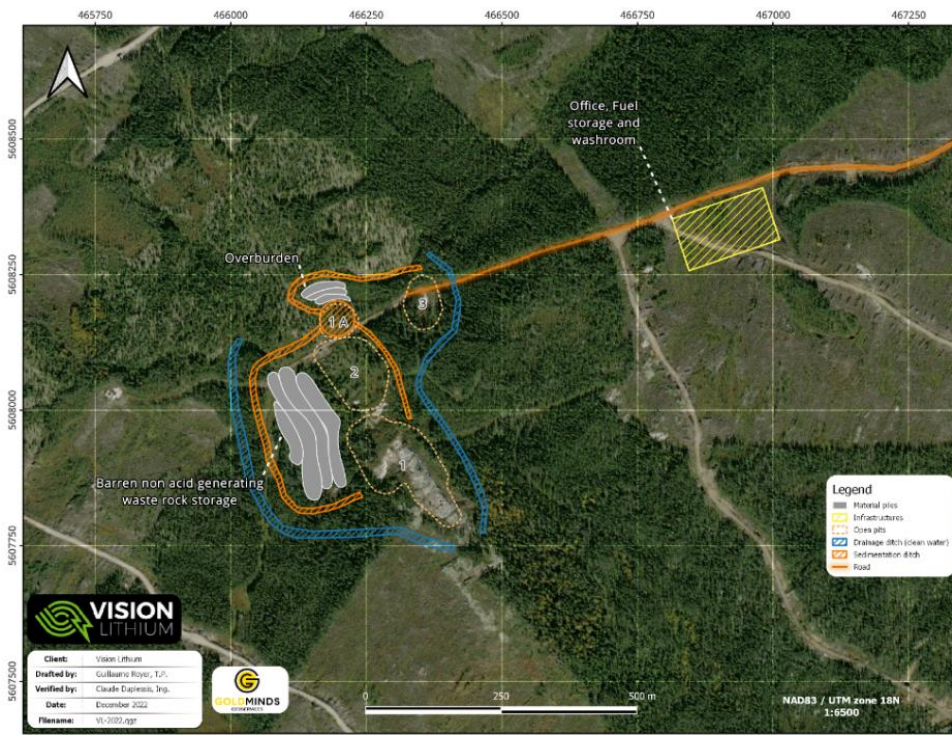 465750
466000
466250
466500
466750
467000
467250
5608500
5608250
5608000
5607750
5607500
Office, Fuel
storage and
washroom
Overburden
1 A
3
2
1
Barren non acid generating
waste rock storage
Legend
Material piles
Infrastructures
Open pits
Drainage ditch (clean water)
Sedimentation ditch
Road
VISION
LITHIUM
Client: Vision Lithium
Drafted by: Guillaume Royer, T.P.
Verified by: Claude Duplessis, Ing.
Date: December 2022
Filename: VL-2022.qgz
G
GOLDMINDS
GEOSERVICES
0 250 500 m
NAD83 / UTM zone 18N
1:6500